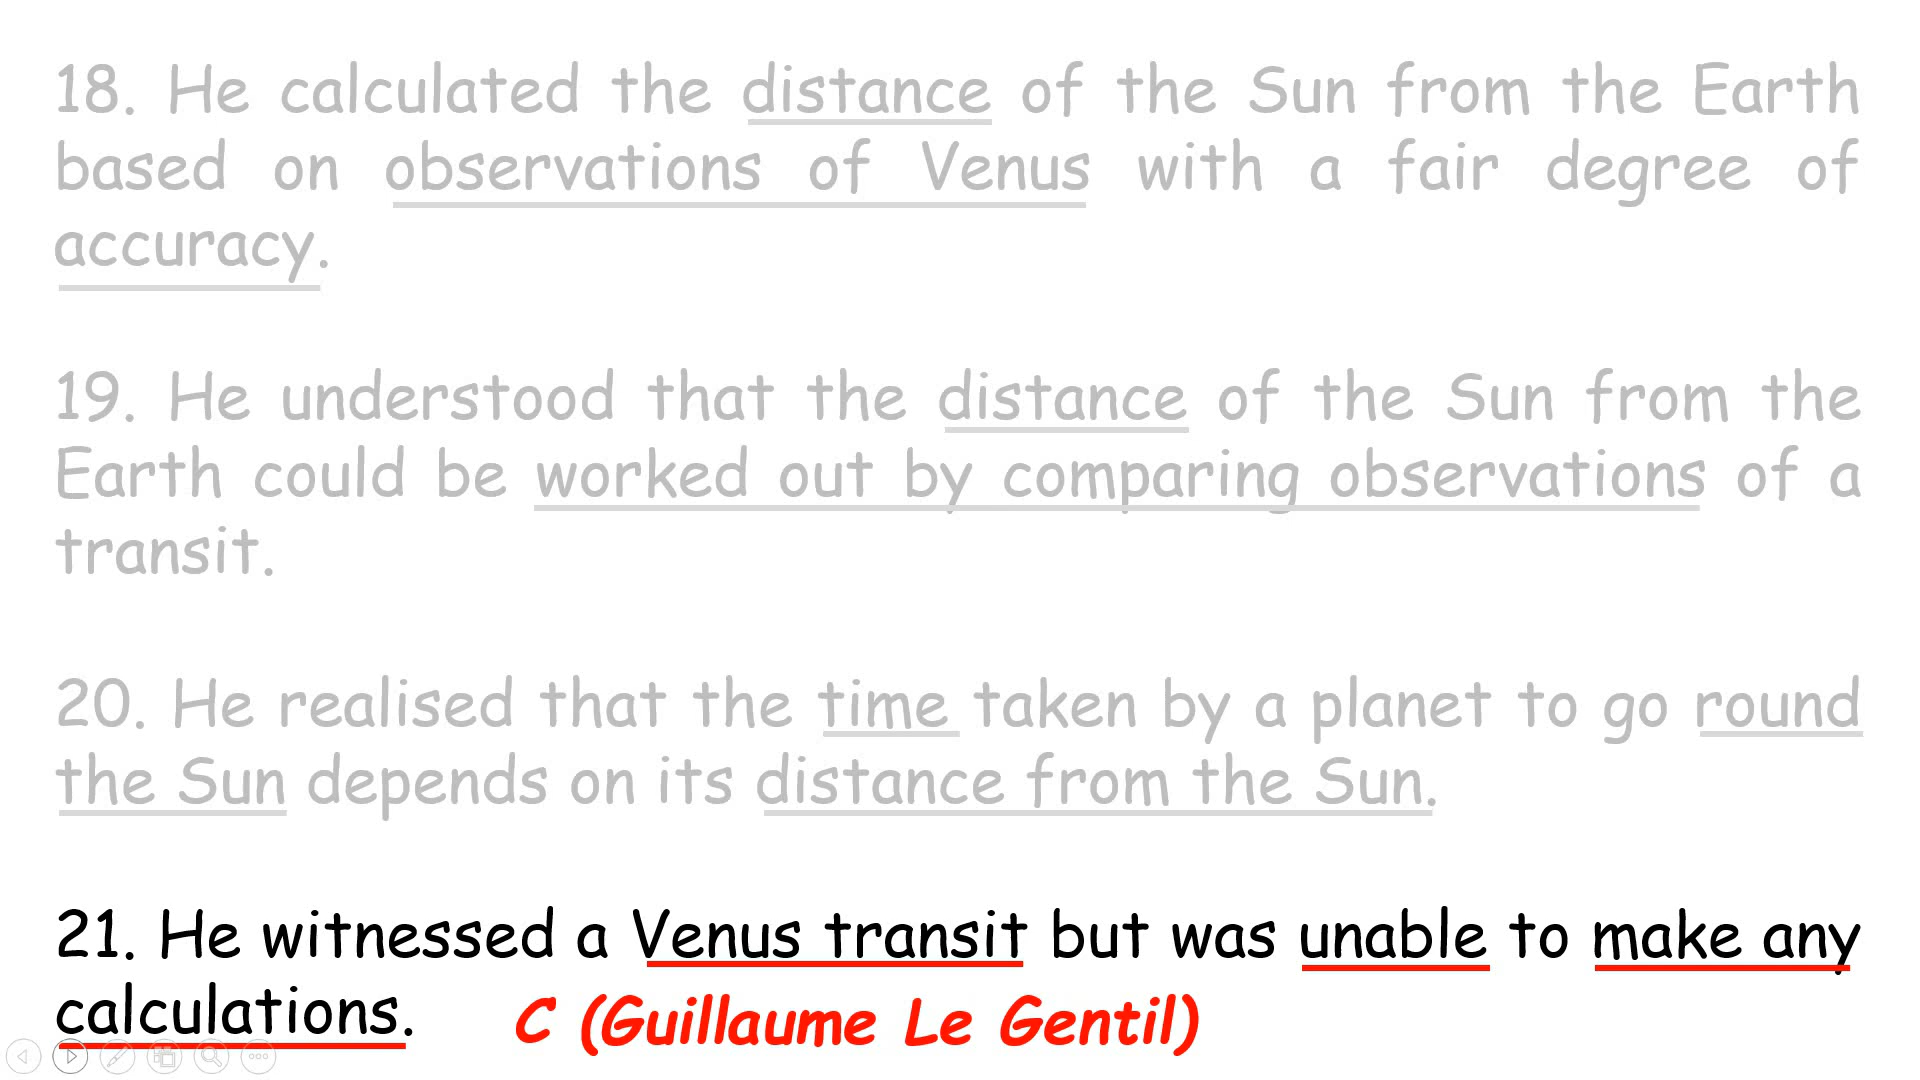 18. He calculated the distance of the Sun from the Earth
based on observations of Venus with a fair degree of
accuracy.
19. He understood that the distance of the Sun from the
Earth could be worked out by comparing observations of a
transit.
20. He realised that the time taken by a planet to go round
the Sun depends on its distance from the Sun.
21. He witnessed a Venus transit but was unable to make any
calculations. C (Guillaume Le Gentil)